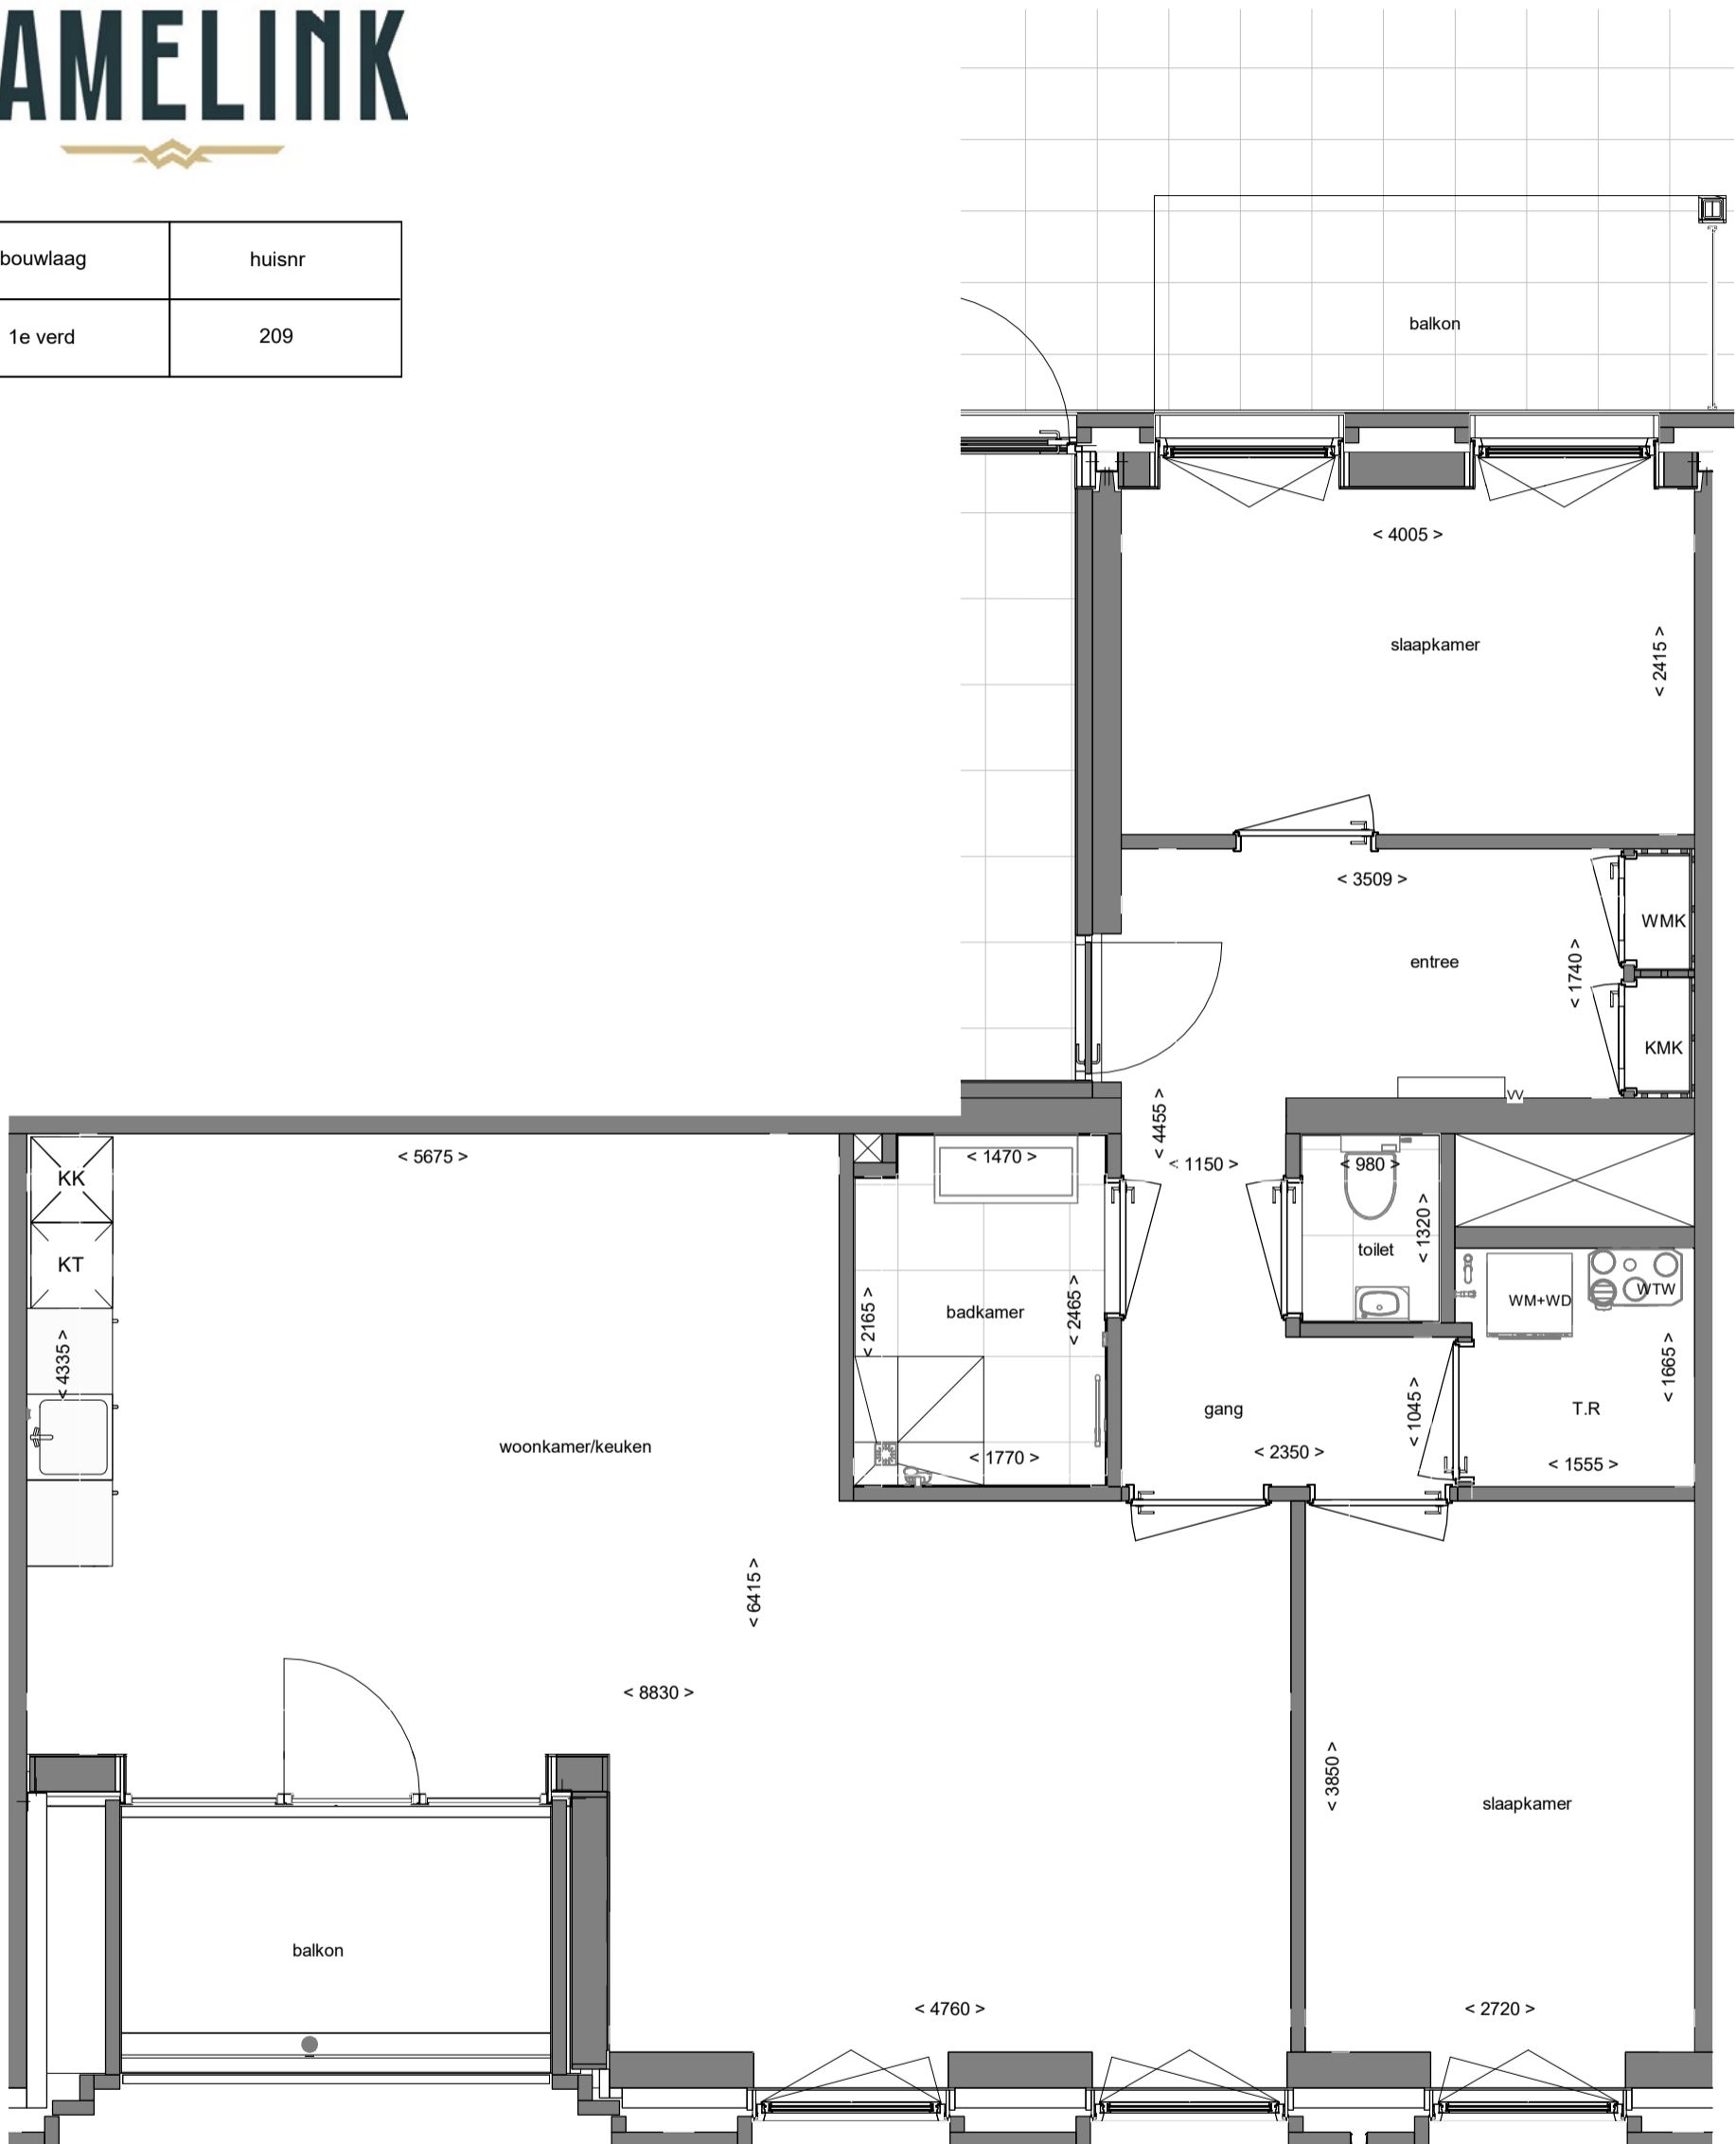 AMELINK
bouwlaag huisnr
1e verd 209
balkon
< 4005 >
slaapkamer
< 2415 >
< 3509 >
WMK
entree
< 1740 >
KMK
VV
< 4455 >
< 5675 >
< 1470 >
< 1150 >
< 980 >
KK
< 1320 >
toilet
KT
WTW
WM+WD
badkamer
< 2165 >
< 2465 >
< 4335 >
< 1665 >
gang
< 1045 >
T.R
woonkamer/keuken
< 1770 >
< 2350 >
< 1555 >
< 6415 >
< 8830 >
< 3850 >
slaapkamer
balkon
< 4760 >
< 2720 >